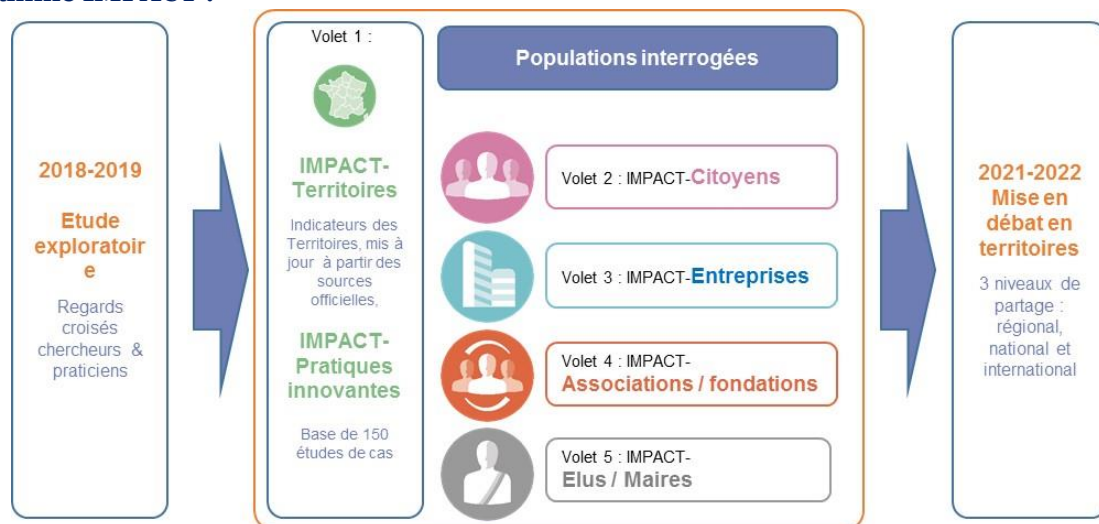 2018-2019
Etude
exploratoir
e
Regards
croisés
chercheurs &
praticiens
Volet 1 :
IMPACT-
Territoires
Indicateurs des
Territoires, mis à
jour à partir des
sources
officielles,
IMPACT-
Pratiques
innovantes
Base de 150
études de cas
Populations interrogées
Volet 2 : IMPACT-Citoyens
Volet 3 : IMPACT-Entreprises
Volet 4 : IMPACT-
Associations / fondations
Volet 5 : IMPACT-
Elus / Maires
2021-2022
Mise en
débat en
territoires
3 niveaux de
partage :
régional,
national et
international